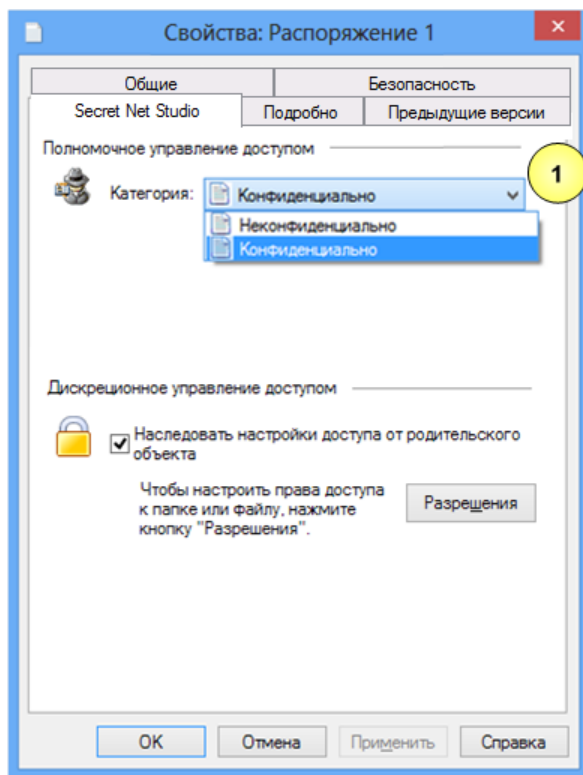 Свойства: Распоряжение 1
Общие
Безопасность
Secret Net Studio
Подробно
Предыдущие версии
Полномочное управление доступом
1
Категория:
Конфиденциально
Неконфиденциально
Конфиденциально
Дискреционное управление доступом
Наследовать настройки доступа от родительского
объекта
Чтобы настроить права доступа
к папке или файлу, нажмите
кнопку "Разрешения".
Разрешения
OK
Отмена
Применить
Справка